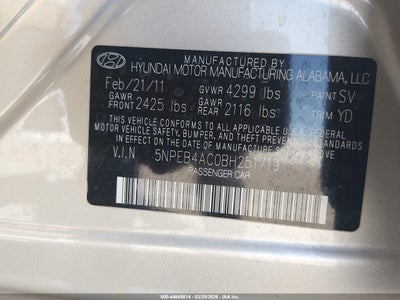 MANUFACTURED BY
HYUNDAI MOTOR MANUFACTURING ALABAMA, LLC
Feb/21/11 GVWR 4299 lbs PAINT SV
GAWR FRONT 2425 lbs GAWR REAR 2116 lbs TRIM YD
THIS VEHICLE CONFORMS TO ALL APPLICABLE U.S. FEDERAL
MOTOR VEHICLE SAFETY, BUMPER, AND THEFT PREVENTION STANDARDS
IN EFFECT ON THE DATE OF MANUFACTURE SHOWN ABOVE.
V.I.N
PASSENGER CAR